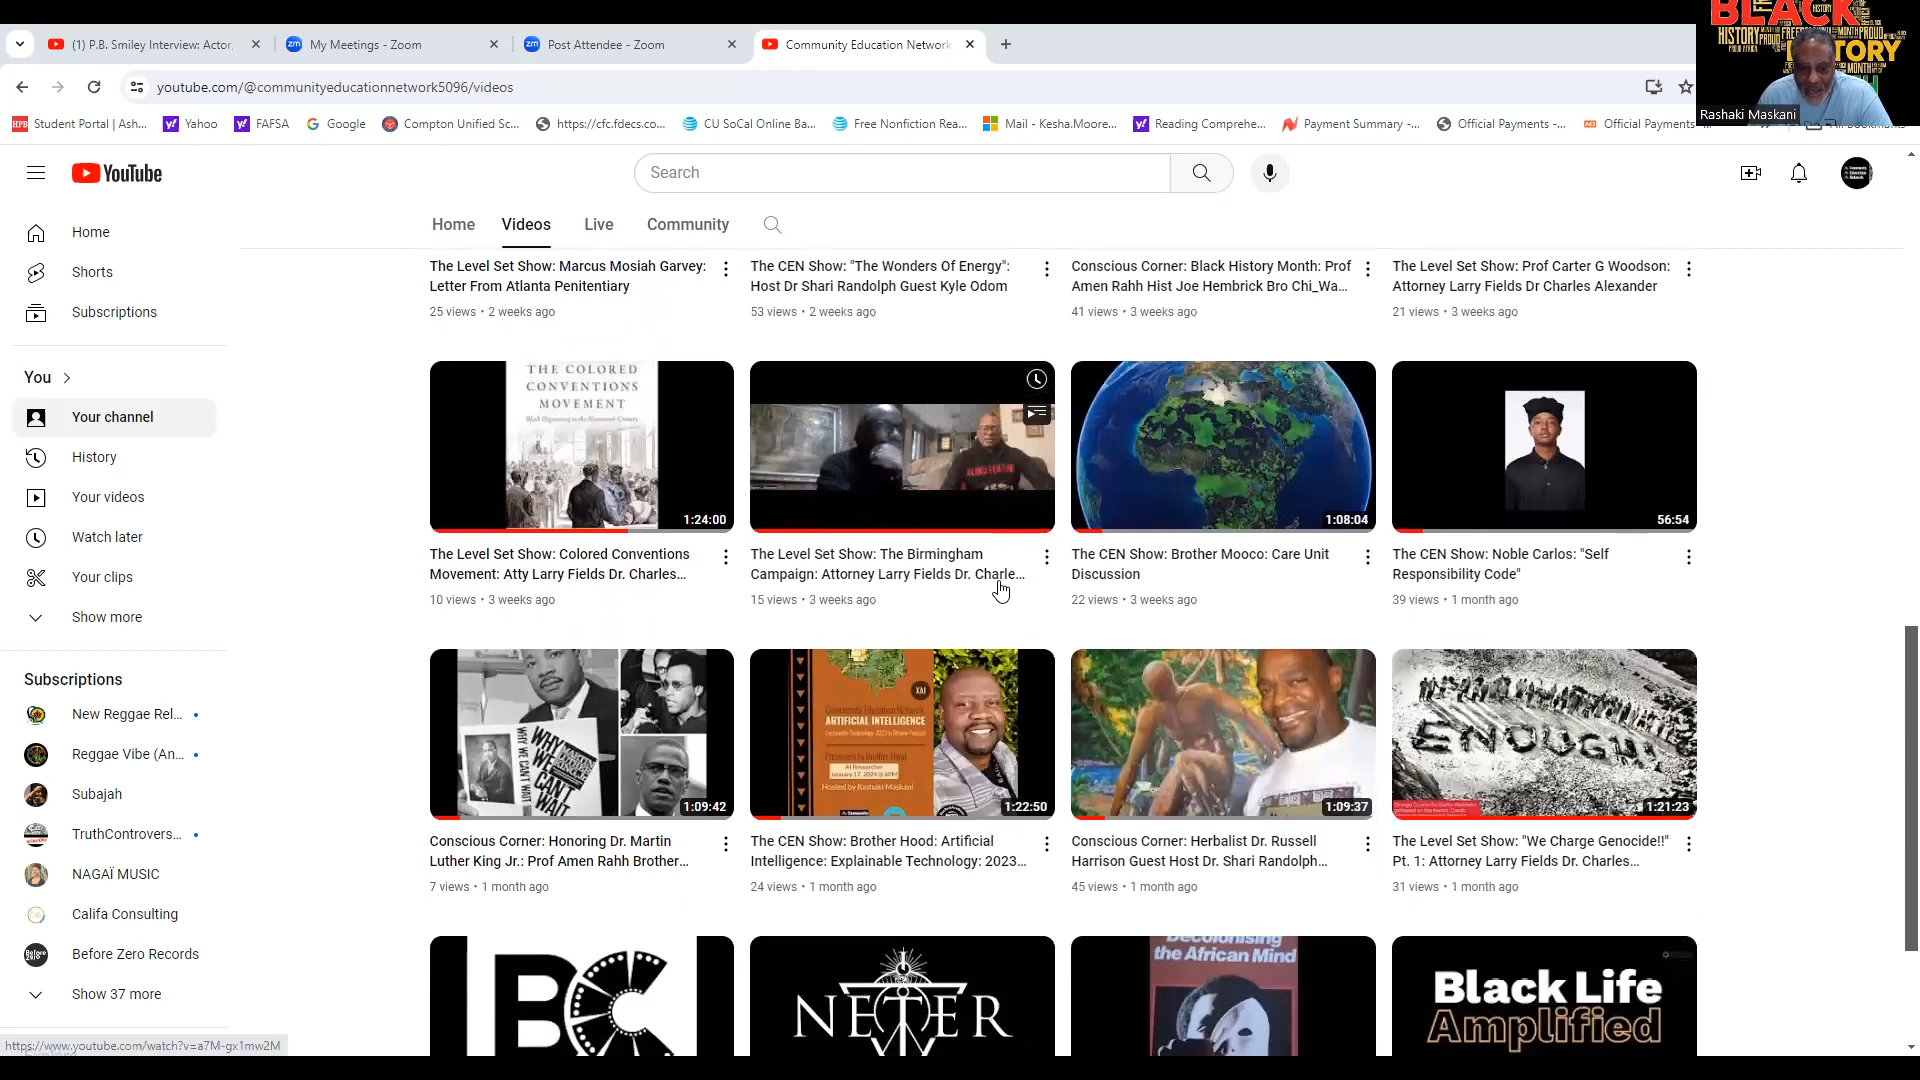 (1) P.B. Smiley Interview: Actor,
My Meetings - Zoom
Post Attendee - Zoom
Community Education Network
youtube.com/@communityeducationnetwork5096/videos
Student Portal | Ash...
Yahoo
FAFSA
Google
Compton Unified Sc...
https://cfc.fdecs.co...
CU SoCal Online Ba...
Free Nonfiction Rea...
Mail - Kesha.Moore...
Reading Comprehe...
Payment Summary -...
Official Payments -...
Official Payments
BLACK
HISTORY
Rashaki Maskani
YouTube
Search
Home
Videos
Live
Community
Home
Shorts
Subscriptions
You
Your channel
History
Your videos
Watch later
Your clips
Show more
Subscriptions
New Reggae Rel...
Reggae Vibe (An...
Subajah
TruthControvers...
NAGAÏ MUSIC
Califa Consulting
Before Zero Records
Show 37 more
The Level Set Show: Marcus Mosiah Garvey:
Letter From Atlanta Penitentiary
25 views • 2 weeks ago
The CEN Show: "The Wonders Of Energy":
Host Dr Shari Randolph Guest Kyle Odom
53 views • 2 weeks ago
Conscious Corner: Black History Month: Prof
Amen Rahh Hist Joe Hembrick Bro Chi_Wa...
41 views • 3 weeks ago
The Level Set Show: Prof Carter G Woodson:
Attorney Larry Fields Dr Charles Alexander
21 views • 3 weeks ago
THE COLORED
CONVENTIONS
MOVEMENT
1:24:00
The Level Set Show: Colored Conventions
Movement: Atty Larry Fields Dr. Charles...
10 views • 3 weeks ago
The Level Set Show: The Birmingham
Campaign: Attorney Larry Fields Dr. Charle...
15 views • 3 weeks ago
1:08:04
The CEN Show: Brother Mooco: Care Unit
Discussion
22 views • 3 weeks ago
56:54
The CEN Show: Noble Carlos: "Self
Responsibility Code"
39 views • 1 month ago
WHY
WE CAN'T
WAIT
1:09:42
Conscious Corner: Honoring Dr. Martin
Luther King Jr.: Prof Amen Rahh Brother...
7 views • 1 month ago
XAI
Community Education Network
ARTIFICIAL INTELLIGENCE
Hosted by Rashaki Maskani
1:22:50
The CEN Show: Brother Hood: Artificial
Intelligence: Explainable Technology: 2023...
24 views • 1 month ago
1:09:37
Conscious Corner: Herbalist Dr. Russell
Harrison Guest Host Dr. Shari Randolph...
45 views • 1 month ago
ENOUGH!
1:21:23
The Level Set Show: "We Charge Genocide!!"
Pt. 1: Attorney Larry Fields Dr. Charles...
31 views • 1 month ago
BC
NETER
Decolonising
the African Mind
Black Life
Amplified
https://www.youtube.com/watch?v=a7M-gx1mw2M